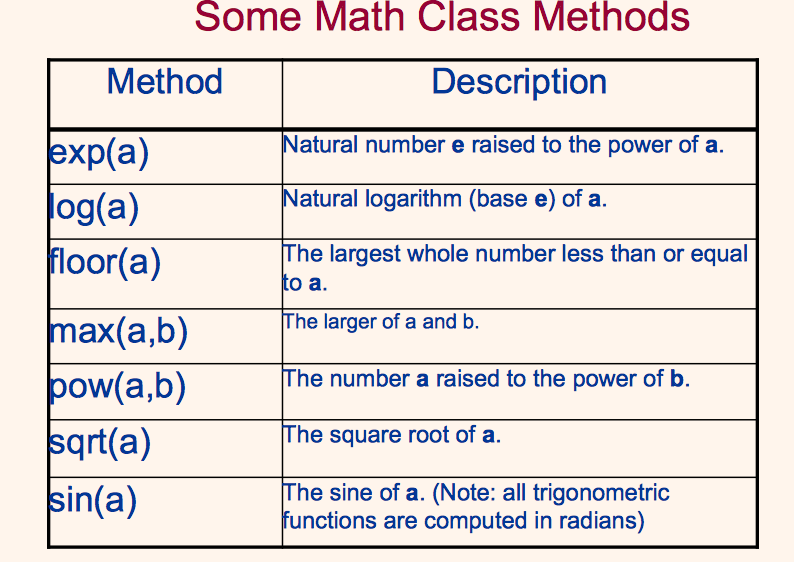 Some Math Class Methods
Method Description
exp(a) Natural number e raised to the power of a.
log(a) Natural logarithm (base e) of a.
floor(a) The largest whole number less than or equal
to a.
max(a,b) The larger of a and b.
pow(a,b) The number a raised to the power of b.
sqrt(a) The square root of a.
sin(a) The sine of a. (Note: all trigonometric
functions are computed in radians)